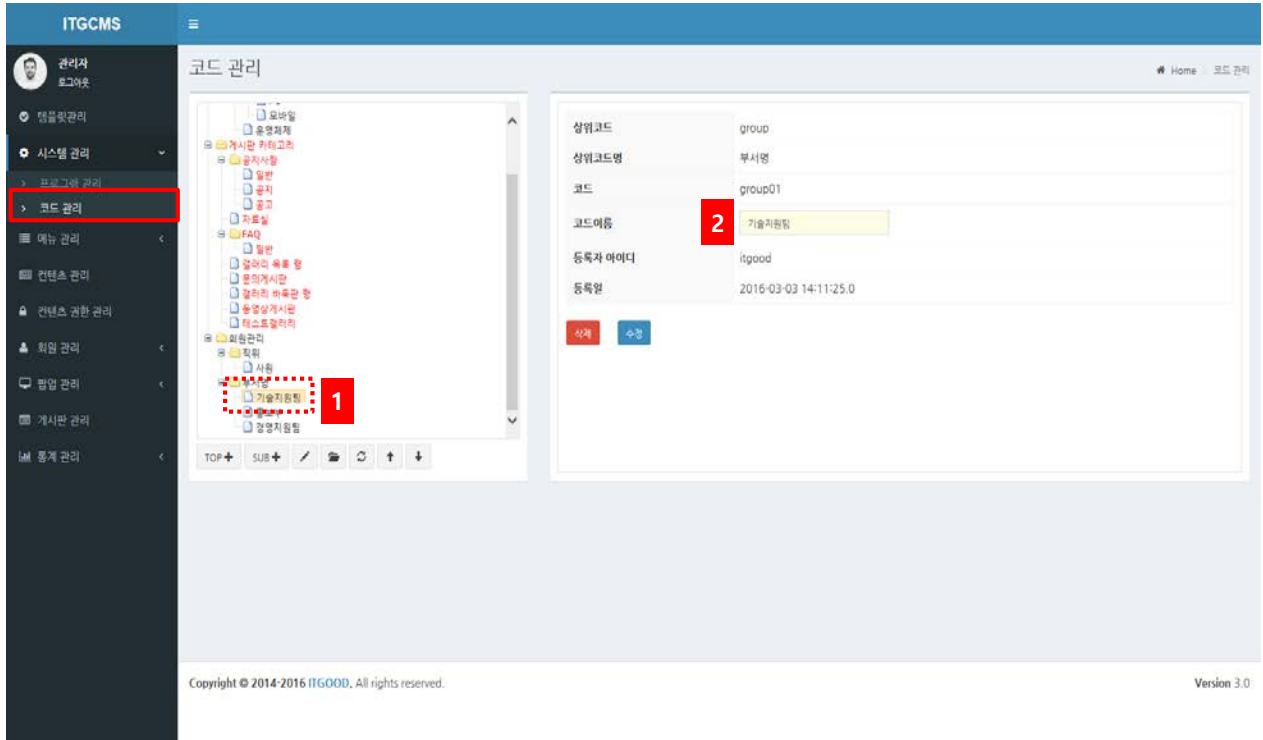 ITGCMS
관리자
로그아웃
템플릿관리
시스템 관리
프로그램 관리
코드 관리
메뉴 관리
컨텐츠 관리
컨텐츠 권한 관리
회원 관리
팝업 관리
게시판 관리
통계 관리
코드 관리
Home
코드 관리
모바일
운영체제
게시판 카테고리
공지사항
일반
공지
공고
자료실
FAQ
일반
갤러리 목록 형
문의게시판
갤러리 바둑판 형
동영상게시판
테스트갤러리
회원관리
직위
사원
부서명
기술지원팀
1
경영지원팀
TOP+ SUB+
상위코드 group
상위코드명 부서명
코드 group01
코드이름 2 기술지원팀
등록자 아이디 itgood
등록일 2016-03-03 14:11:25.0
삭제 수정
Copyright © 2014-2016 ITGOOD. All rights reserved.
Version 3.0